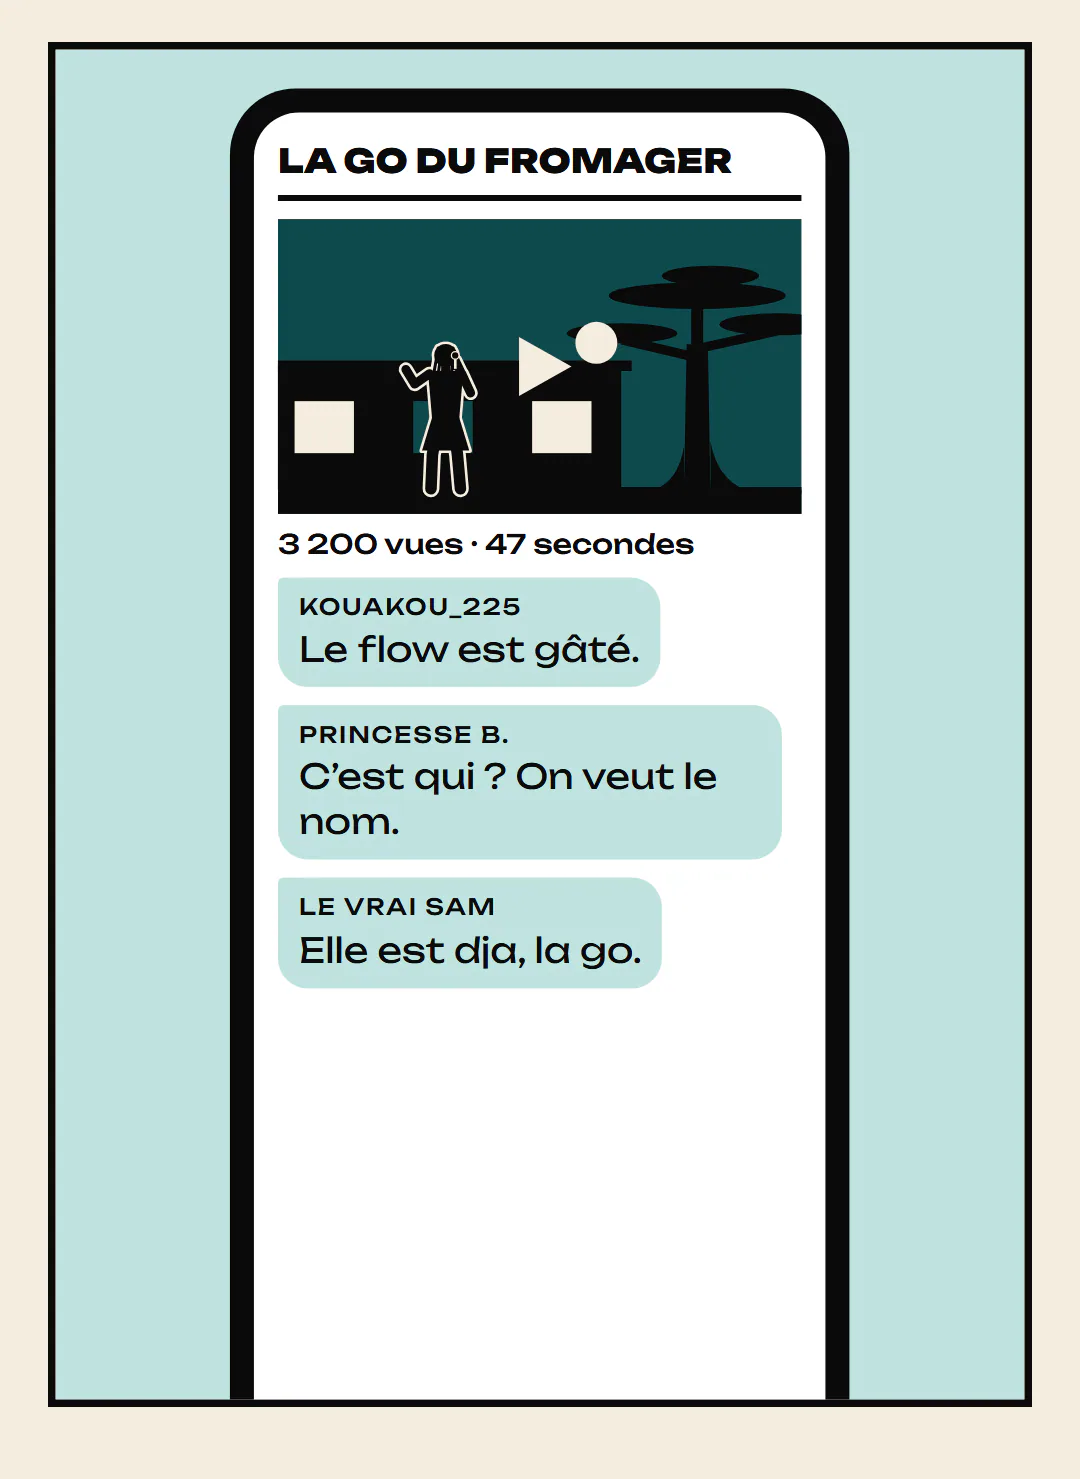 LA GO DU FROMAGER
3 200 vues · 47 secondes
KOUAKOU_225
Le flow est gâté.
PRINCESSE B.
C’est qui ? On veut le
nom.
LE VRAI SAM
Elle est dja, la go.